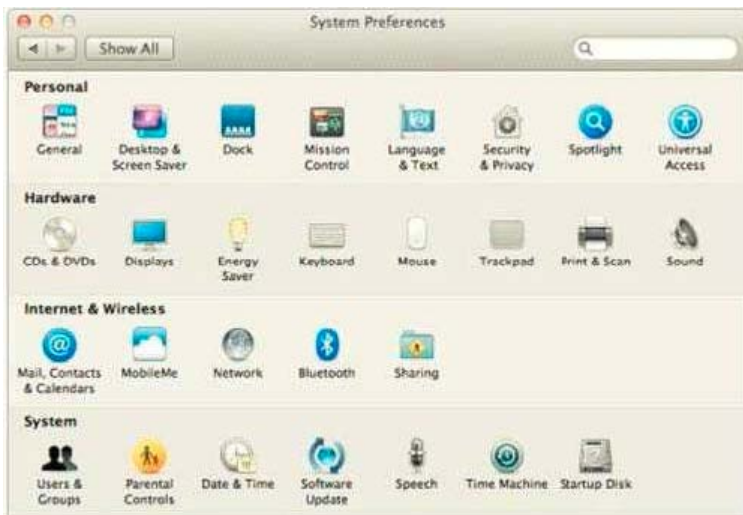 System Preferences
Show All
Personal
General
Desktop &
Screen Saver
Dock
Mission
Control
Language
& Text
Security
& Privacy
Spotlight
Universal
Access
Hardware
CDs & DVDs
Displays
Energy
Saver
Keyboard
Mouse
Trackpad
Print & Scan
Sound
Internet & Wireless
Mail, Contacts
& Calendars
MobileMe
Network
Bluetooth
Sharing
System
Users &
Groups
Parental
Controls
Date & Time
Software
Update
Speech
Time Machine
Startup Disk